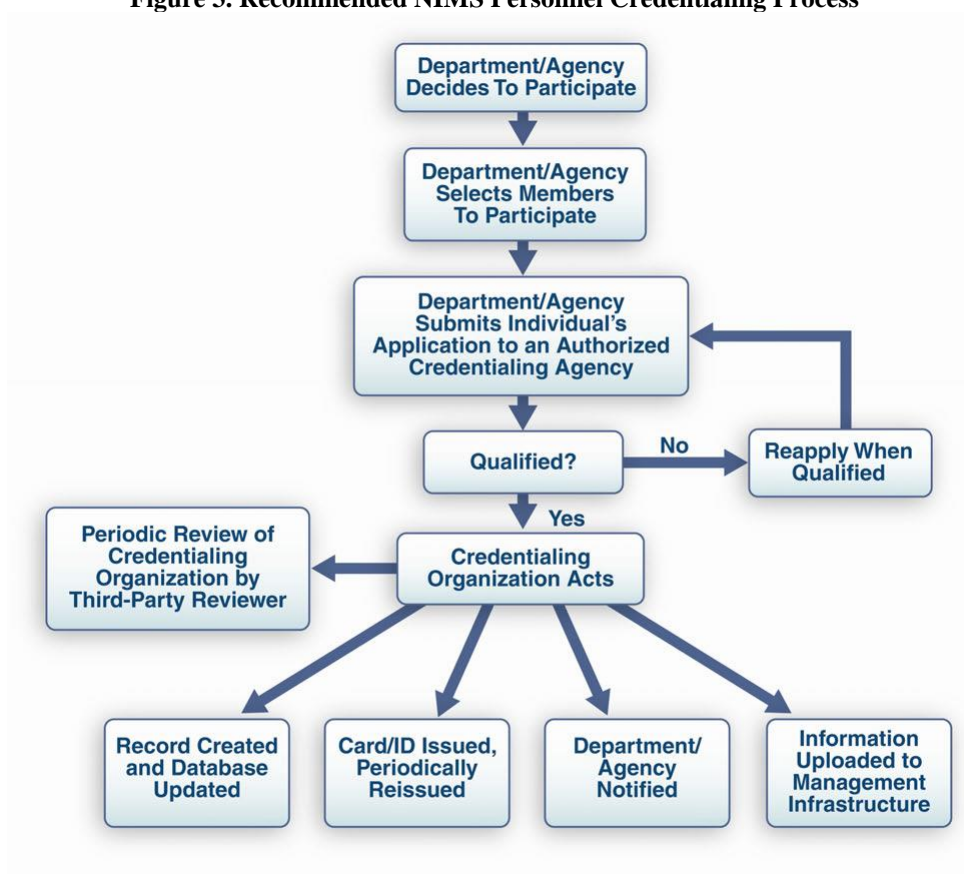 Figure 5. Recommended NIMS Personnel Credentialing Process
Department/Agency
Decides To Participate
Department/Agency
Selects Members
To Participate
Department/Agency
Submits Individual's
Application to an Authorized
Credentialing Agency
Qualified?
No
Reapply When
Qualified
Yes
Credentialing
Organization Acts
Periodic Review of
Credentialing
Organization by
Third-Party Reviewer
Record Created
and Database
Updated
Card/ID Issued,
Periodically
Reissued
Department/
Agency
Notified
Information
Uploaded to
Management
Infrastructure